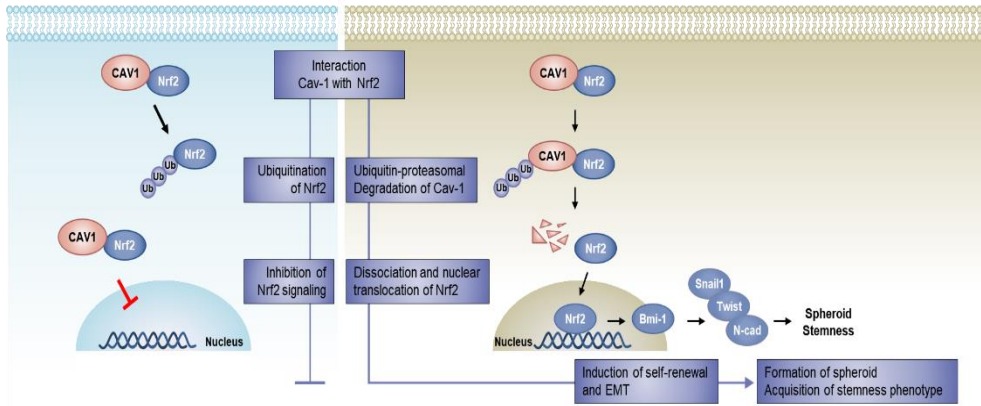 CAV1
Nrf2
Nrf2
Ub
Ub
Ub
CAV1
Nrf2
Nucleus
Interaction
Cav-1 with Nrf2
Ubiquitination
of Nrf2
Ubiquitin-proteasomal
Degradation of Cav-1
Inhibition of
Nrf2 signaling
Dissociation and nuclear
translocation of Nrf2
CAV1
Nrf2
CAV1
Nrf2
Ub
Ub
Ub
Nrf2
Nrf2
Bmi-1
Nucleus
Snail1
Twist
N-cad
Spheroid
Stemness
Induction of self-renewal
and EMT
Formation of spheroid
Acquisition of stemness phenotype